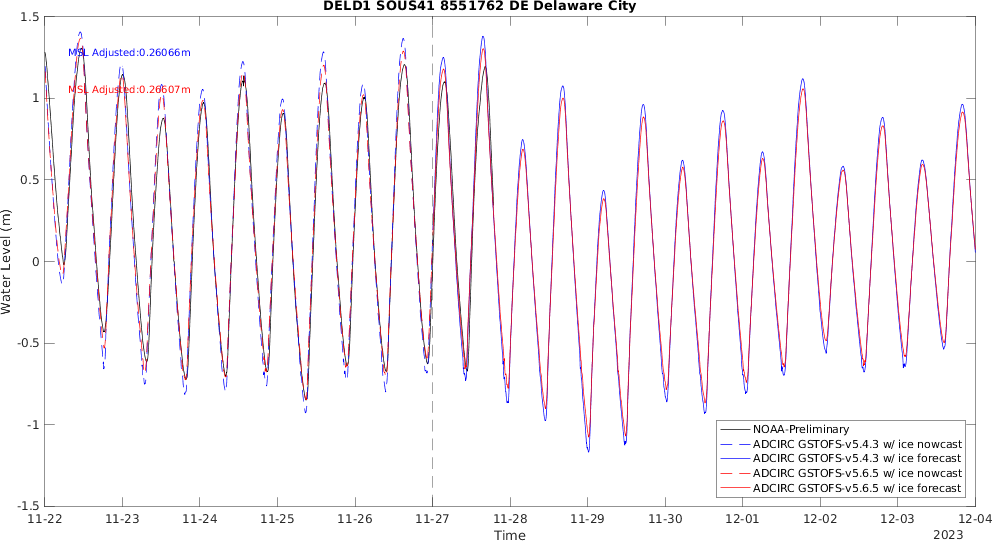 DELD1 SOUS41 8551762 DE Delaware City
1.5
1
0.5
0
-0.5
-1
-1.5
Water Level (m)
MSL Adjusted:0.26066m
MSL Adjusted:0.26607m
NOAA-Preliminary
ADCIRC GSTOFS-v5.4.3 w/ ice nowcast
ADCIRC GSTOFS-v5.4.3 w/ ice forecast
ADCIRC GSTOFS-v5.6.5 w/ ice nowcast
ADCIRC GSTOFS-v5.6.5 w/ ice forecast
11-22 11-23 11-24 11-25 11-26 11-27 11-28 11-29 11-30 12-01 12-02 12-03 12-04
Time
2023